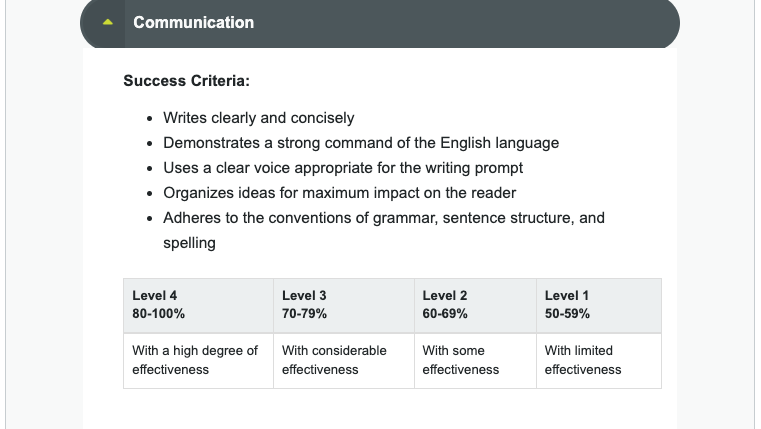 Communication
Success Criteria:
• Writes clearly and concisely
• Demonstrates a strong command of the English language
• Uses a clear voice appropriate for the writing prompt
• Organizes ideas for maximum impact on the reader
• Adheres to the conventions of grammar, sentence structure, and
spelling
Level 4 Level 3 Level 2 Level 1
80-100% 70-79% 60-69% 50-59%
With a high degree of With considerable With some With limited
effectiveness effectiveness effectiveness effectiveness